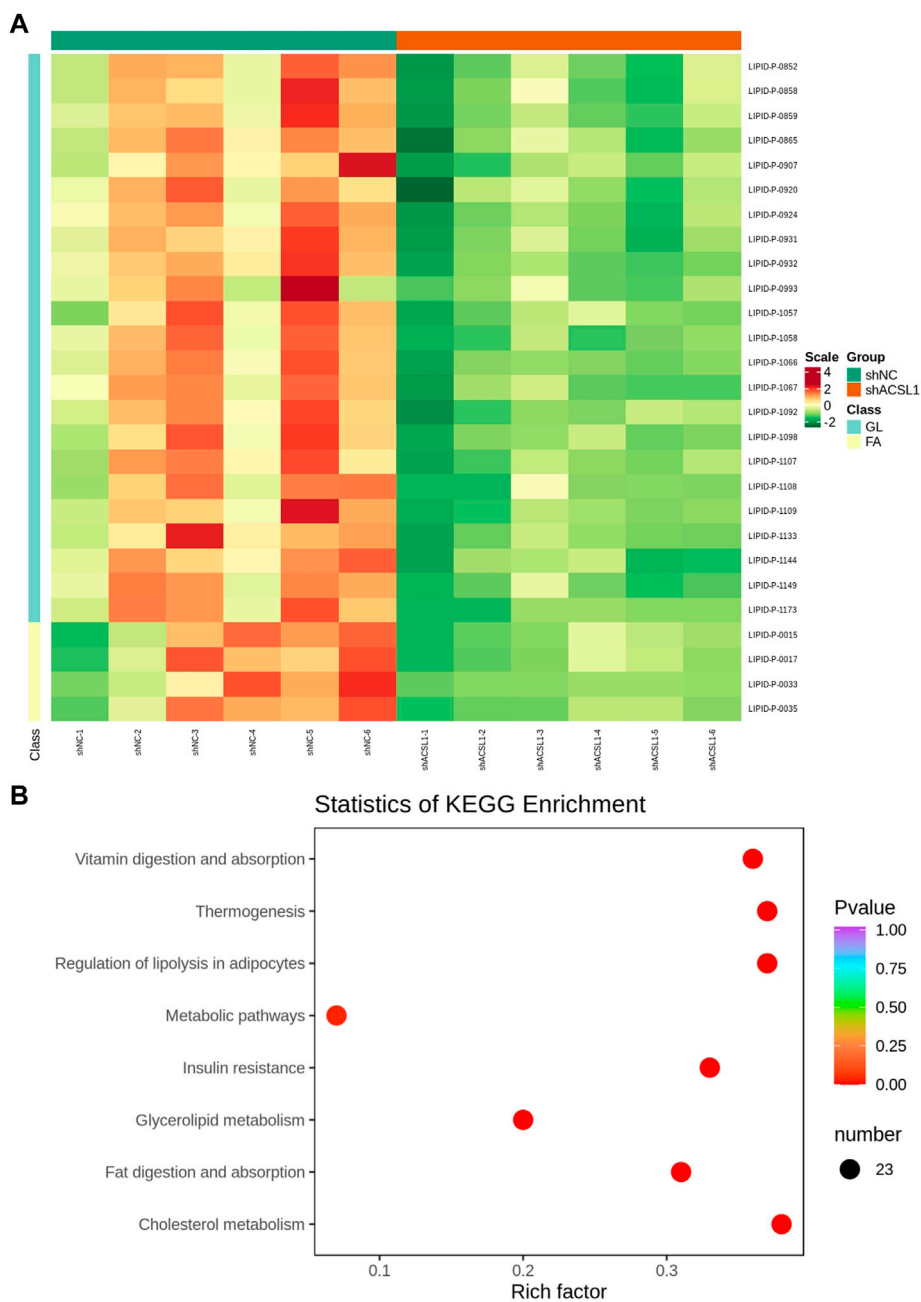 A
LIPID-P-0852
LIPID-P-0858
LIPID-P-0859
LIPID-P-0865
LIPID-P-0907
LIPID-P-0920
LIPID-P-0924
LIPID-P-0931
LIPID-P-0932
LIPID-P-0993
LIPID-P-1057
LIPID-P-1058
LIPID-P-1066
LIPID-P-1067
LIPID-P-1092
LIPID-P-1098
LIPID-P-1107
LIPID-P-1108
LIPID-P-1109
LIPID-P-1133
LIPID-P-1144
LIPID-P-1149
LIPID-P-1173
LIPID-P-0015
LIPID-P-0017
LIPID-P-0033
LIPID-P-0035
Scale
4
2
0
-2
Group
shNC
shACSL1
Class
GL
FA
Class
shNC-1
shNC-2
shNC-3
shNC-4
shNC-5
shNC-6
shACSL1-1
shACSL1-2
shACSL1-3
shACSL1-4
shACSL1-5
shACSL1-6
B
Statistics of KEGG Enrichment
Vitamin digestion and absorption
Thermogenesis
Regulation of lipolysis in adipocytes
Metabolic pathways
Insulin resistance
Glycerolipid metabolism
Fat digestion and absorption
Cholesterol metabolism
0.1
0.2
0.3
Rich factor
Pvalue
1.00
0.75
0.50
0.25
0.00
number
23